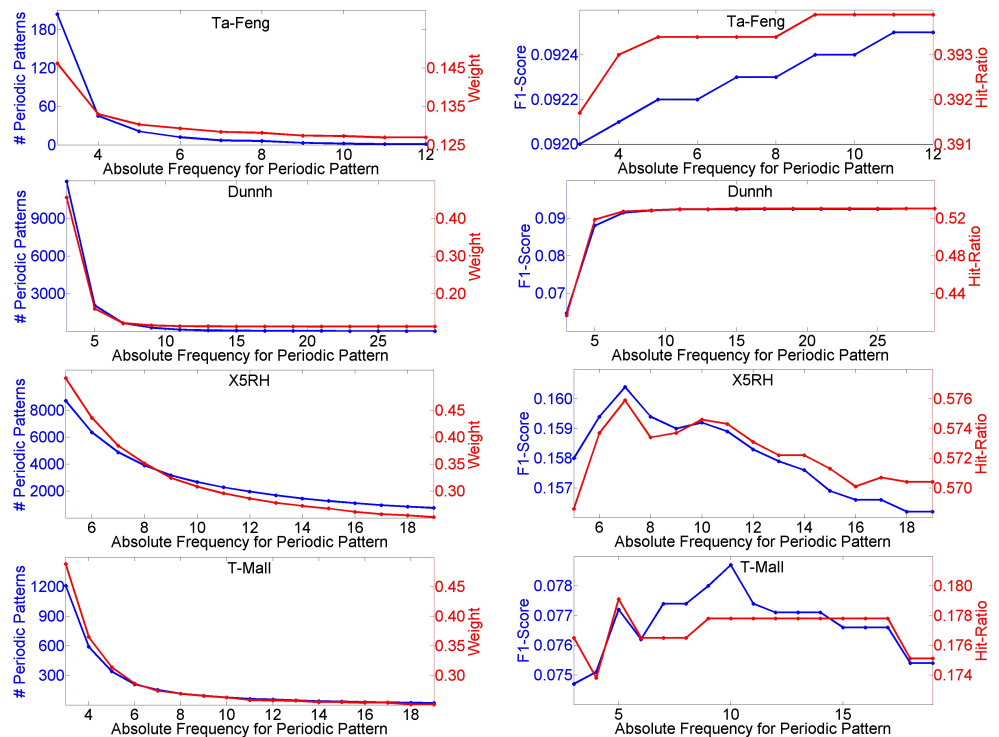 Ta-Feng
# Periodic Patterns
180
120
60
0
0.145
0.135
0.125
Weight
4 6 8 10 12
Absolute Frequency for Periodic Pattern
F1-Score
0.0924
0.0922
0.0920
Ta-Feng
0.393
0.392
0.391
Hit-Ratio
4 6 8 10 12
Absolute Frequency for Periodic Pattern
Dunnh
# Periodic Patterns
9000
6000
3000
0.40
0.30
0.20
Weight
5 10 15 20 25
Absolute Frequency for Periodic Pattern
Dunnh
F1-Score
0.09
0.08
0.07
0.52
0.48
0.44
Hit-Ratio
5 10 15 20 25
Absolute Frequency for Periodic Pattern
X5RH
# Periodic Patterns
8000
6000
4000
2000
0.45
0.40
0.35
0.30
Weight
6 8 10 12 14 16 18
Absolute Frequency for Periodic Pattern
X5RH
F1-Score
0.160
0.159
0.158
0.157
0.576
0.574
0.572
0.570
Hit-Ratio
6 8 10 12 14 16 18
Absolute Frequency for Periodic Pattern
T-Mall
# Periodic Patterns
1200
900
600
300
0.45
0.40
0.35
0.30
Weight
4 6 8 10 12 14 16 18
Absolute Frequency for Periodic Pattern
T-Mall
F1-Score
0.078
0.077
0.076
0.075
0.180
0.178
0.176
0.174
Hit-Ratio
5 10 15
Absolute Frequency for Periodic Pattern